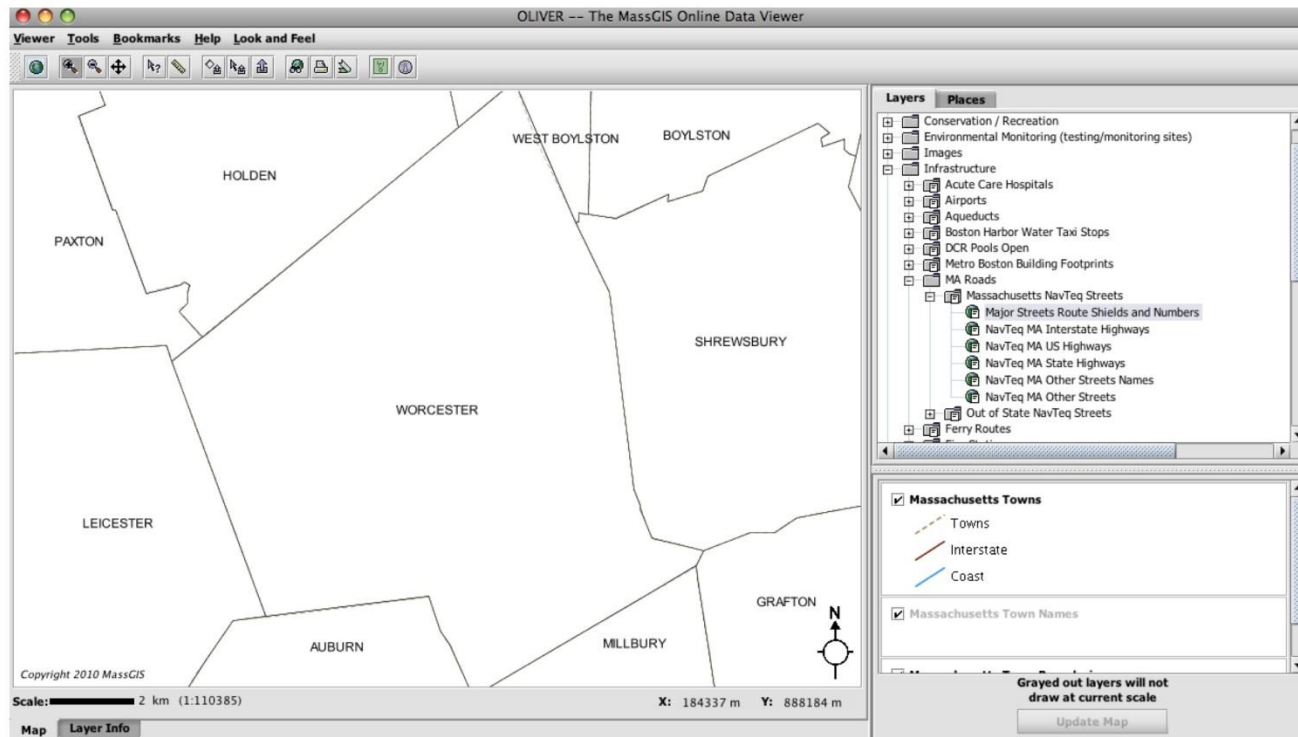 OLIVER -- The MassGIS Online Data Viewer
Viewer Tools Bookmarks Help Look and Feel
HOLDEN
WEST BOYLSTON
BOYLSTON
PAXTON
SHREWSBURY
WORCESTER
LEICESTER
GRAFTON
N
AUBURN
MILLBURY
Copyright 2010 MassGIS
Scale: 2 km (1:110385) X: 184337 m Y: 888184 m
Map Layer Info
Layers Places
Conservation / Recreation
Environmental Monitoring (testing/monitoring sites)
Images
Infrastructure
Acute Care Hospitals
Airports
Aqueducts
Boston Harbor Water Taxi Stops
DCR Pools Open
Metro Boston Building Footprints
MA Roads
Massachusetts NavTeq Streets
Major Streets Route Shields and Numbers
NavTeq MA Interstate Highways
NavTeq MA US Highways
NavTeq MA State Highways
NavTeq MA Other Streets Names
NavTeq MA Other Streets
Out of State NavTeq Streets
Ferry Routes
Massachusetts Towns
Towns
Interstate
Coast
Massachusetts Town Names
Grayed out layers will not
draw at current scale
Update Map